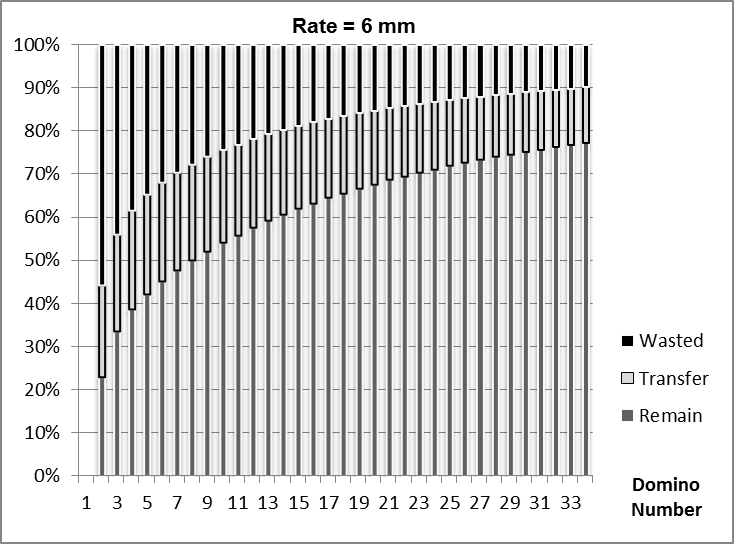 Rate = 6 mm
100%
90%
80%
70%
60%
50%
40%
30%
20%
10%
0%
Wasted
Transfer
Remain
1 3 5 7 9 11 13 15 17 19 21 23 25 27 29 31 33
Domino
Number